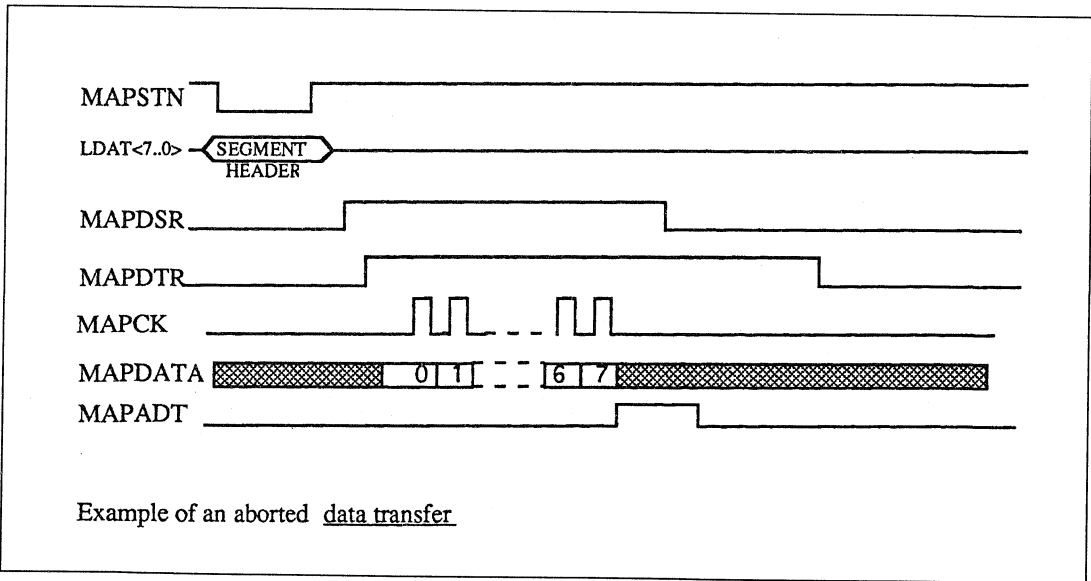 MAPSTN
LDAT<7..0>
SEGMENT
HEADER
MAPDSR
MAPDTR
MAPCK
MAPDATA
0 1 6 7
MAPADT
Example of an aborted data transfer